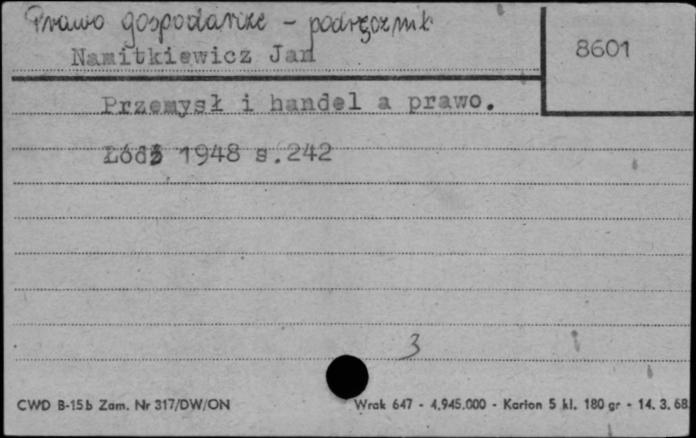 Prawo gospodarcze - podręcznik
Namitkiewicz Jan
8601
Przemysł i handel a prawo.
Łódź 1948 s.242
3
CWD B-15b Zam. Nr 317/DW/ON
Wrak 647 - 4.945.000 - Karton 5 kl. 180 gr - 14. 3. 68.